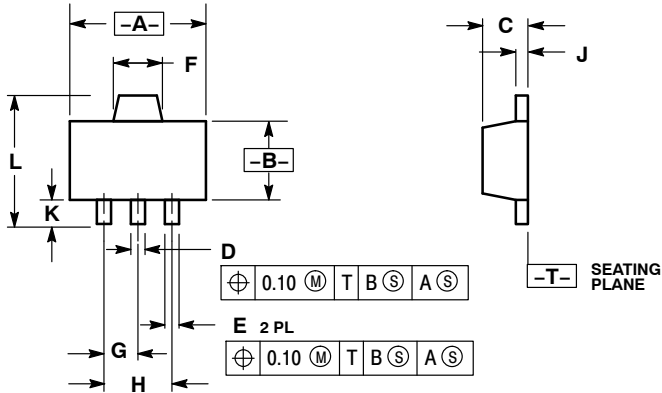 –A–
C
F
J
L
–B–
K
D
⌖ 0.10 Ⓜ T B Ⓢ A Ⓢ
–T– SEATING PLANE
E 2 PL
G
⌖ 0.10 Ⓜ T B Ⓢ A Ⓢ
H